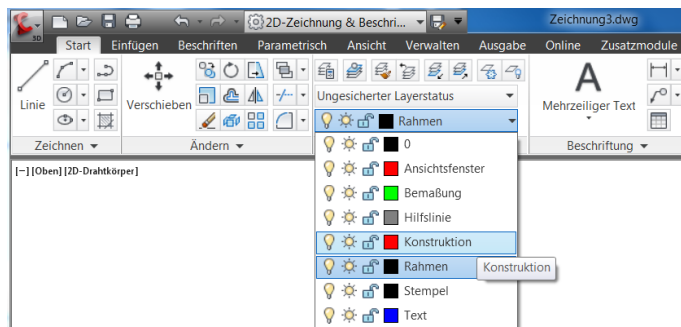 3D
2D-Zeichnung & Beschri...
Zeichnung3.dwg
Start Einfügen Beschriften Parametrisch Ansicht Verwalten Ausgabe Online Zusatzmodule
Linie
Verschieben
Ungesicherter Layerstatus
Rahmen
A
Mehrzeiliger Text
Zeichnen
Ändern
Beschriftung
[–] [Oben] [2D-Drahtkörper]
0
Ansichtsfenster
Bemaßung
Hilfslinie
Konstruktion
Rahmen
Konstruktion
Stempel
Text